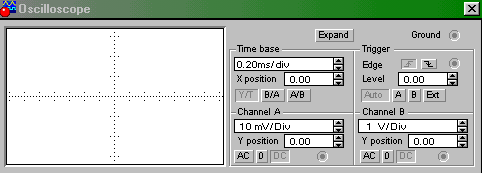 Oscilloscope
Expand Ground
Time base Trigger
0.20ms/div Edge
X position 0.00 Level 0.00
Y/T B/A A/B Auto A B Ext
Channel A Channel B
10 mV/Div 1 V/Div
Y position 0.00 Y position 0.00
AC 0 DC AC 0 DC